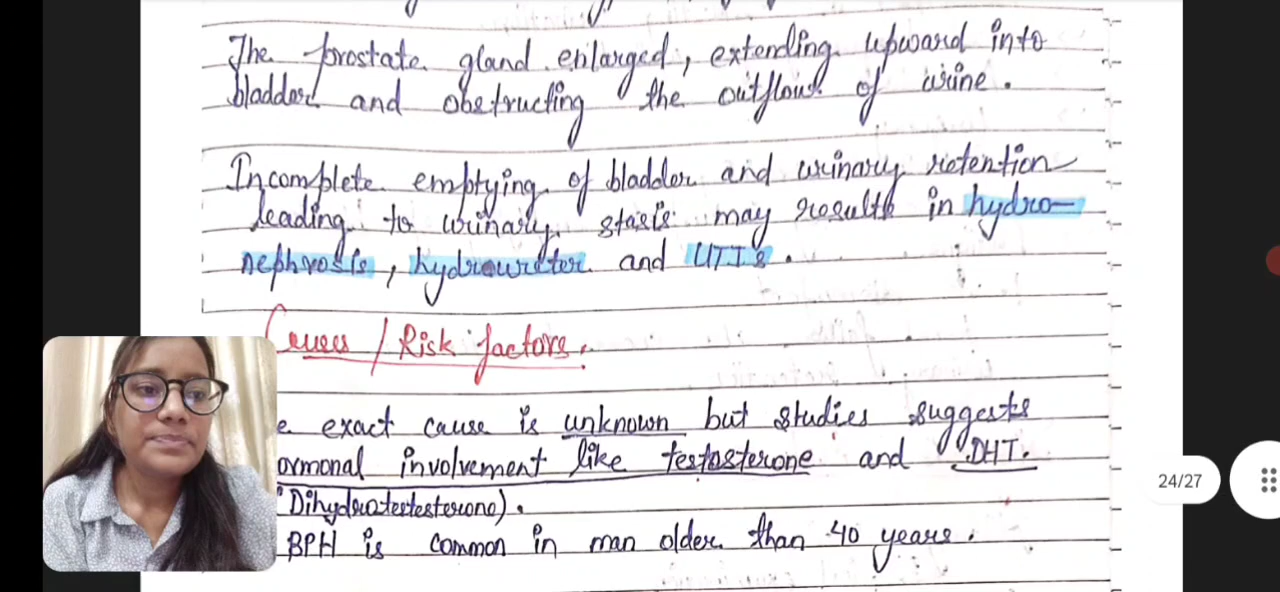 The prostate gland enlarged, extending upward into
bladder and obstructing the outflow of urine.
Incomplete emptying of bladder and urinary retention
leading to urinary stasis may results in hydro-
nephrosis, hydroureter and UTIs.
Causes / Risk factors.
e exact cause is unknown but studies suggests
ormonal involvement like testosterone and DHT.
Dihydrotestesterone).
BPH is common in man older than 40 years.
24/27